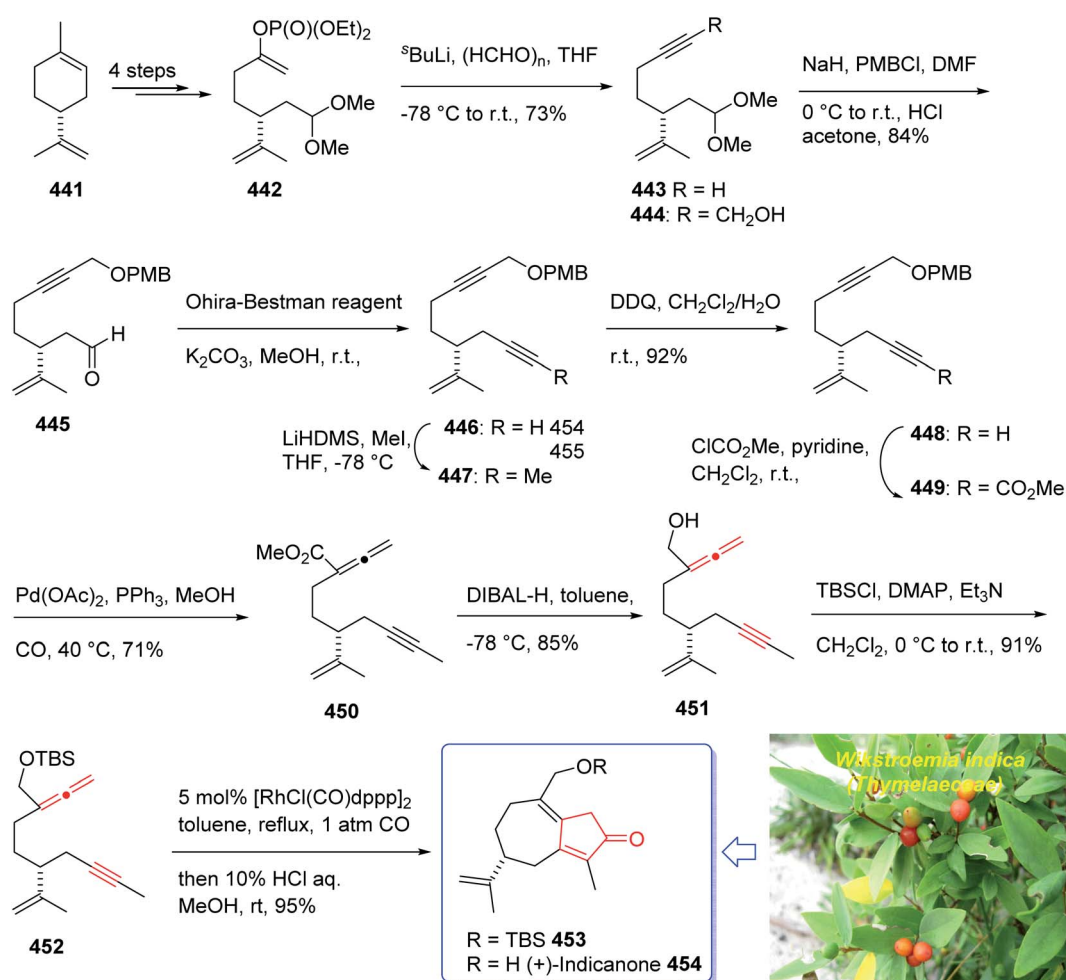 4 steps
441
OP(O)(OEt)2
OMe
OMe
442
sBuLi, (HCHO)n, THF
-78 °C to r.t., 73%
R
OMe
OMe
443 R = H
444: R = CH2OH
NaH, PMBCl, DMF
0 °C to r.t., HCl
acetone, 84%
OPMB
H
O
445
Ohira-Bestman reagent
K2CO3, MeOH, r.t.,
OPMB
R
446: R = H 454
455
LiHDMS, MeI,
THF, -78 °C
447: R = Me
DDQ, CH2Cl2/H2O
r.t., 92%
OPMB
R
448: R = H
ClCO2Me, pyridine,
CH2Cl2, r.t.,
449: R = CO2Me
Pd(OAc)2, PPh3, MeOH
CO, 40 °C, 71%
MeO2C
450
DIBAL-H, toluene,
-78 °C, 85%
OH
451
TBSCl, DMAP, Et3N
CH2Cl2, 0 °C to r.t., 91%
OTBS
452
5 mol% [RhCl(CO)dppp]2
toluene, reflux, 1 atm CO
then 10% HCl aq.
MeOH, rt, 95%
OR
O
R = TBS 453
R = H (+)-Indicanone 454
Wikstroemia indica
(Thymelaeceae)